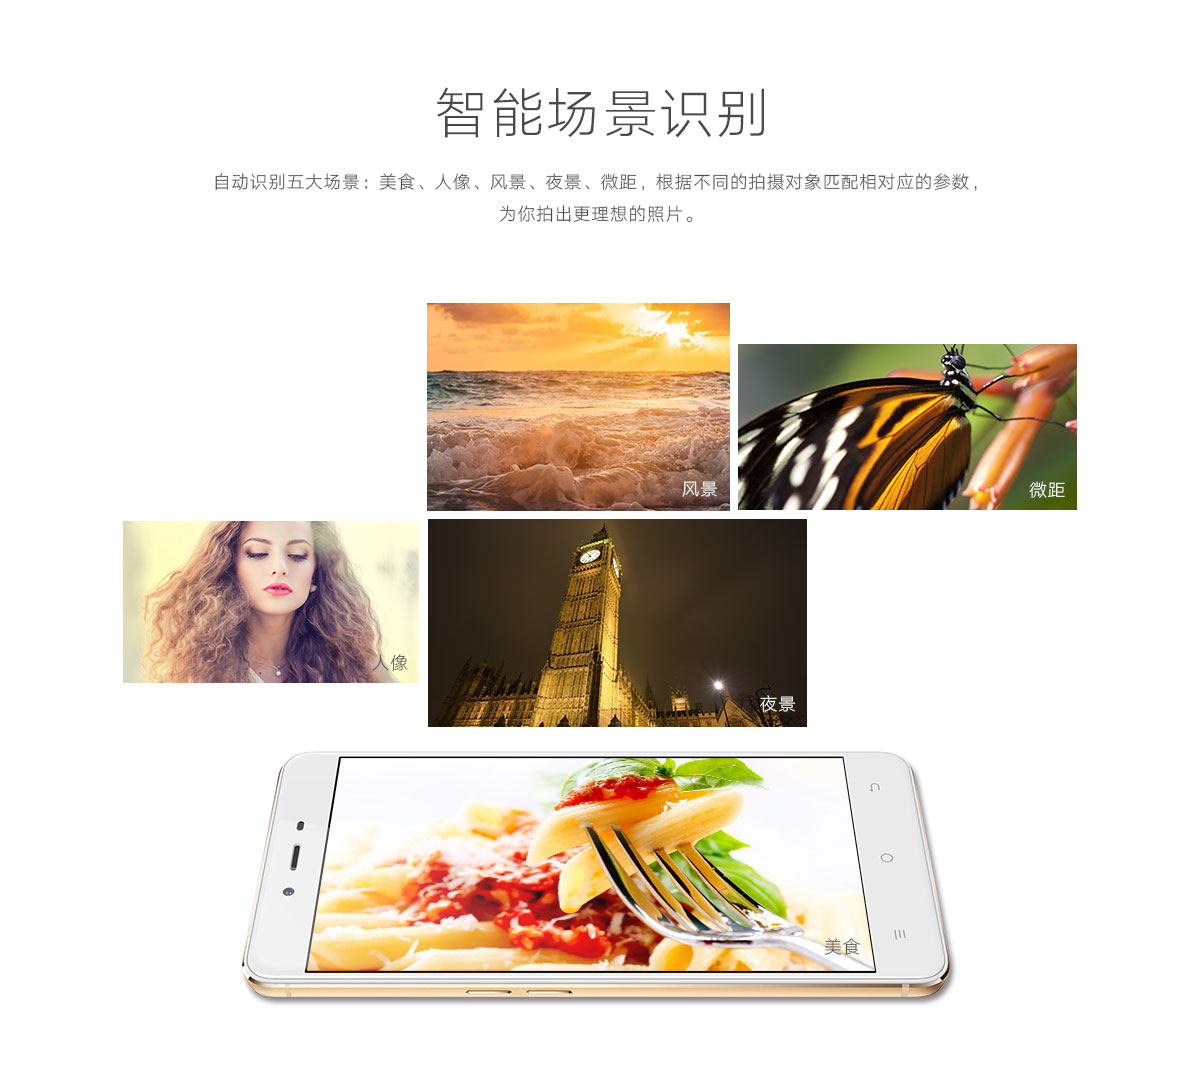 智能场景识别
自动识别五大场景：美食、人像、风景、夜景、微距，根据不同的拍摄对象匹配相对应的参数，
为你拍出更理想的照片。
风景
微距
人像
夜景
美食